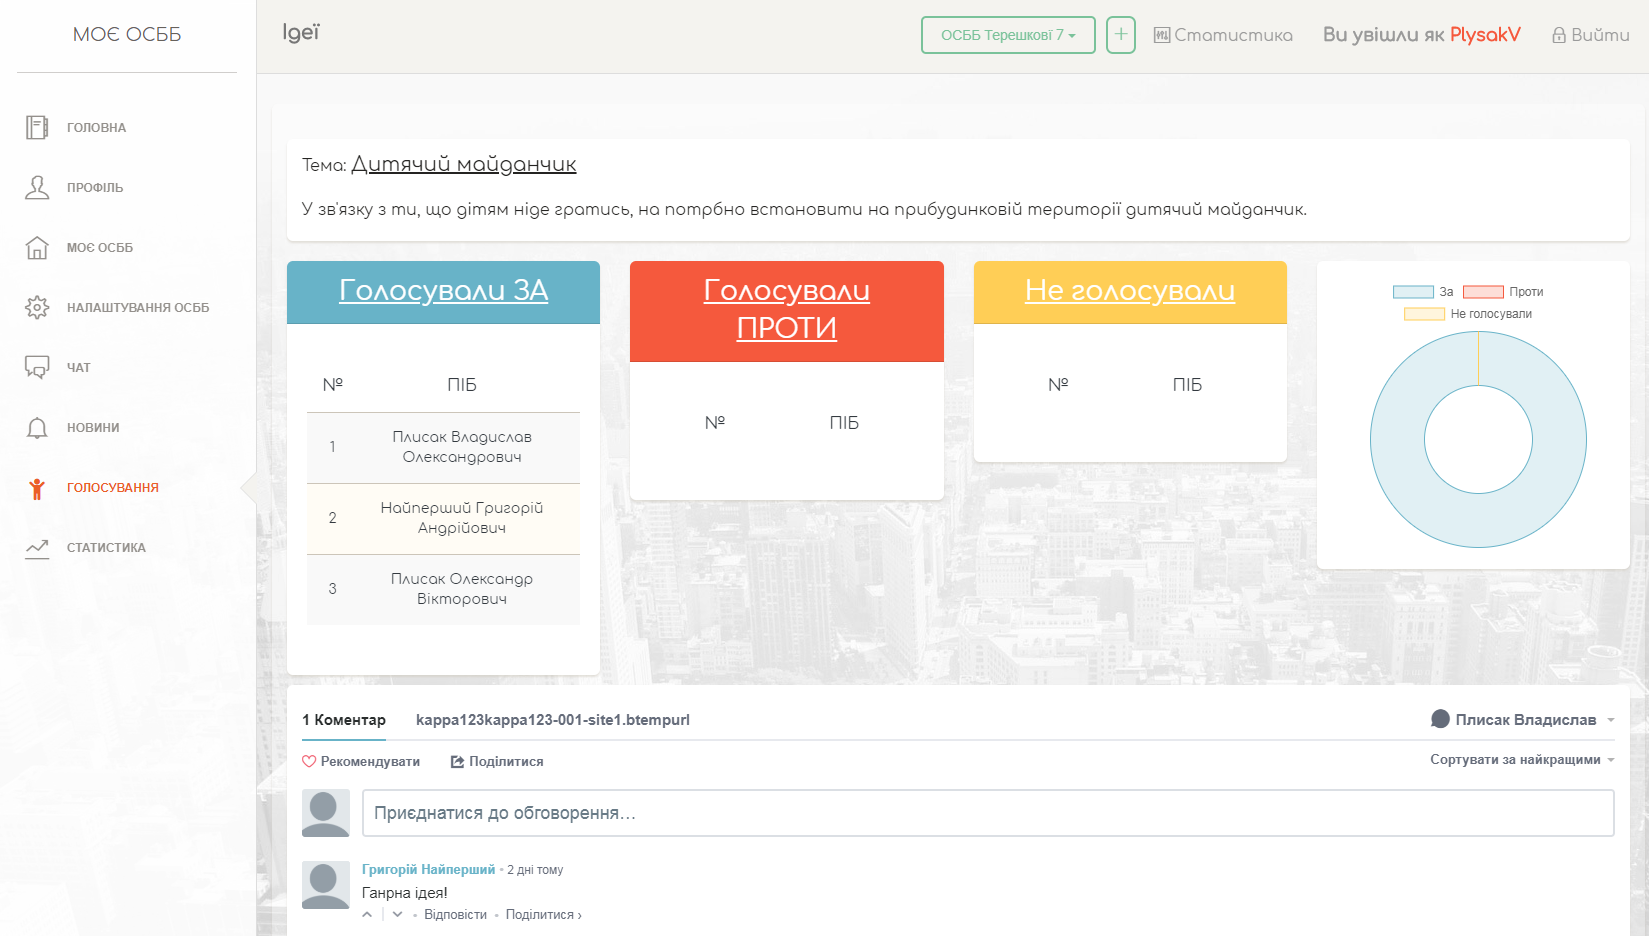 МОЄ ОСББ
Ігеї
ОСББ Терешкові 7
Статистика
Ви увішли як PlysakV
Вийти
ГОЛОВНА
ПРОФІЛЬ
МОЄ ОСББ
НАЛАШТУВАННЯ ОСББ
ЧАТ
НОВИНИ
ГОЛОСУВАННЯ
СТАТИСТИКА
Тема: Дитячий майданчик
У зв'язку з ти, що дітям ніде гратись, на потрбно встановити на прибудинковій території дитячий майданчик.
Голосували ЗА
№ ПІБ
1 Плисак Владислав
Олександрович
2 Найперший Григорій
Андрійович
3 Плисак Олександр
Вікторович
Голосували
ПРОТИ
№ ПІБ
Не голосували
№ ПІБ
За Проти
Не голосували
1 Коментар
kappa123kappa123-001-site1.btempurl
Плисак Владислав
Рекомендувати
Поділитися
Сортувати за найкращими
Приєднатися до обговорення...
Григорій Найперший • 2 дні тому
Ганрна ідея!
• Відповісти • Поділитися ›